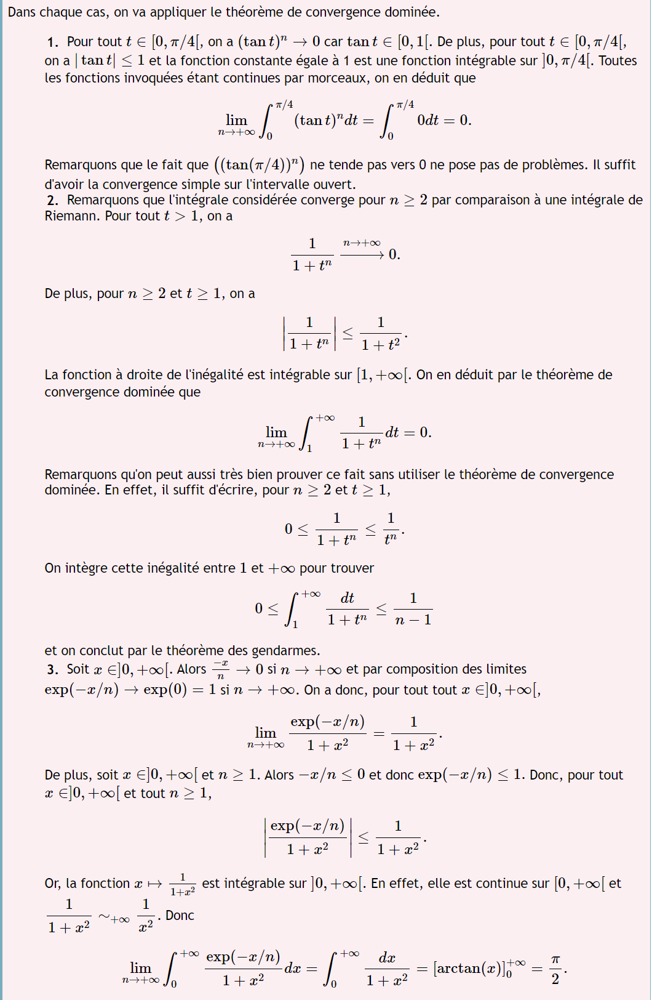 Dans chaque cas, on va appliquer le théorème de convergence dominée.
1. Pour tout $t \in [0, \pi/4[$, on a $(\tan t)^n \to 0$ car $\tan t \in [0, 1[$. De plus, pour tout $t \in [0, \pi/4[$,
on a $|\tan t| \leq 1$ et la fonction constante égale à 1 est une fonction intégrable sur $]0, \pi/4[$. Toutes
les fonctions invoquées étant continues par morceaux, on en déduit que
$$\lim_{n \to +\infty} \int_0^{\pi/4} (\tan t)^n dt = \int_0^{\pi/4} 0 dt = 0.$$
Remarquons que le fait que $\left((\tan(\pi/4))^n\right)$ ne tende pas vers 0 ne pose pas de problèmes. Il suffit
d'avoir la convergence simple sur l'intervalle ouvert.
2. Remarquons que l'intégrale considérée converge pour $n \geq 2$ par comparaison à une intégrale de
Riemann. Pour tout $t > 1$, on a
$$\frac{1}{1 + t^n} \xrightarrow{n \to +\infty} 0.$$
De plus, pour $n \geq 2$ et $t \geq 1$, on a
$$\left| \frac{1}{1 + t^n} \right| \leq \frac{1}{1 + t^2}.$$
La fonction à droite de l'inégalité est intégrable sur $[1, +\infty[$. On en déduit par le théorème de
convergence dominée que
$$\lim_{n \to +\infty} \int_1^{+\infty} \frac{1}{1 + t^n} dt = 0.$$
Remarquons qu'on peut aussi très bien prouver ce fait sans utiliser le théorème de convergence
dominée. En effet, il suffit d'écrire, pour $n \geq 2$ et $t \geq 1$,
$$0 \leq \frac{1}{1 + t^n} \leq \frac{1}{t^n}.$$
On intègre cette inégalité entre $1$ et $+\infty$ pour trouver
$$0 \leq \int_1^{+\infty} \frac{dt}{1 + t^n} \leq \frac{1}{n - 1}$$
et on conclut par le théorème des gendarmes.
3. Soit $x \in ]0, +\infty[$. Alors $\frac{-x}{n} \to 0$ si $n \to +\infty$ et par composition des limites
$\exp(-x/n) \to \exp(0) = 1$ si $n \to +\infty$. On a donc, pour tout tout $x \in ]0, +\infty[$,
$$\lim_{n \to +\infty} \frac{\exp(-x/n)}{1 + x^2} = \frac{1}{1 + x^2}.$$
De plus, soit $x \in ]0, +\infty[$ et $n \geq 1$. Alors $-x/n \leq 0$ et donc $\exp(-x/n) \leq 1$. Donc, pour tout
$x \in ]0, +\infty[$ et tout $n \geq 1$,
$$\left| \frac{\exp(-x/n)}{1 + x^2} \right| \leq \frac{1}{1 + x^2}.$$
Or, la fonction $x \mapsto \frac{1}{1+x^2}$ est intégrable sur $]0, +\infty[$. En effet, elle est continue sur $[0, +\infty[$ et
$\frac{1}{1 + x^2} \sim_{+\infty} \frac{1}{x^2}$. Donc
$$\lim_{n \to +\infty} \int_0^{+\infty} \frac{\exp(-x/n)}{1 + x^2} dx = \int_0^{+\infty} \frac{dx}{1 + x^2} = [\arctan(x)]_0^{+\infty} = \frac{\pi}{2}.$$